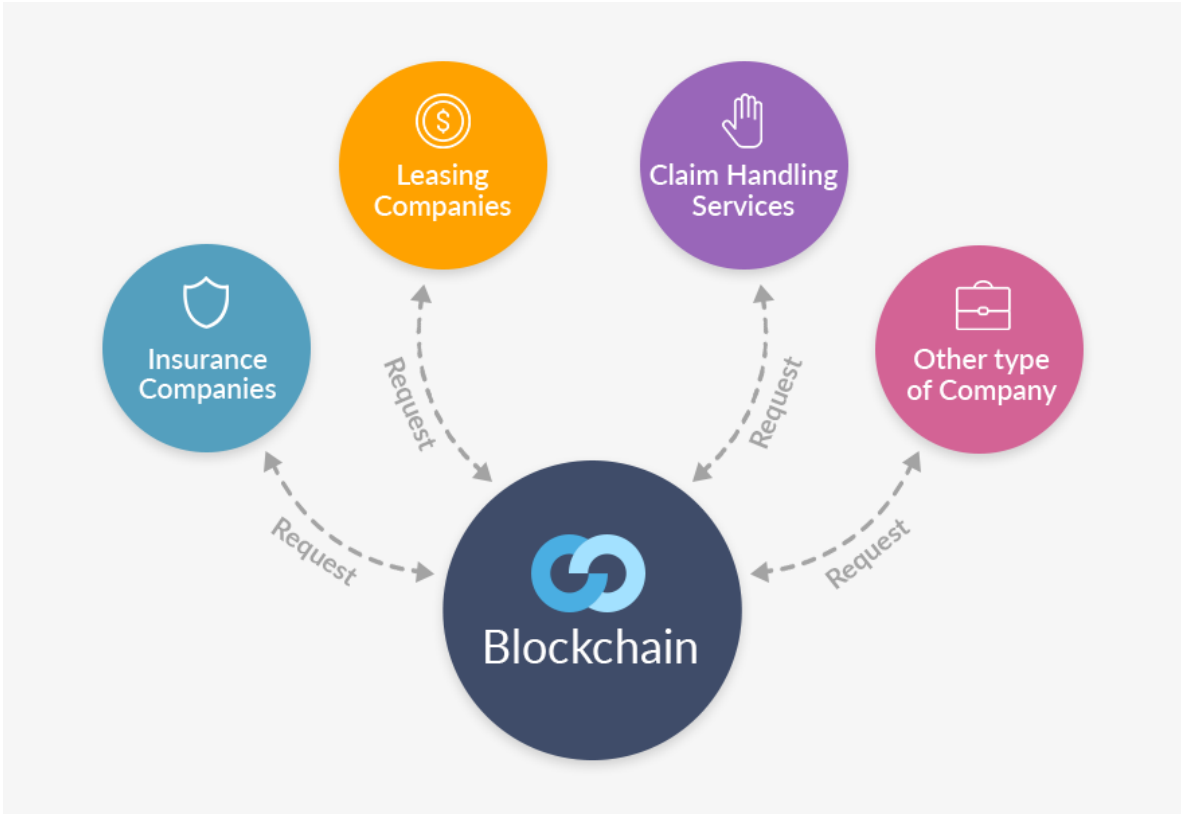 $
Leasing
Companies
Claim Handling
Services
Insurance
Companies
Other type
of Company
Request
Request
Request
Request
Blockchain